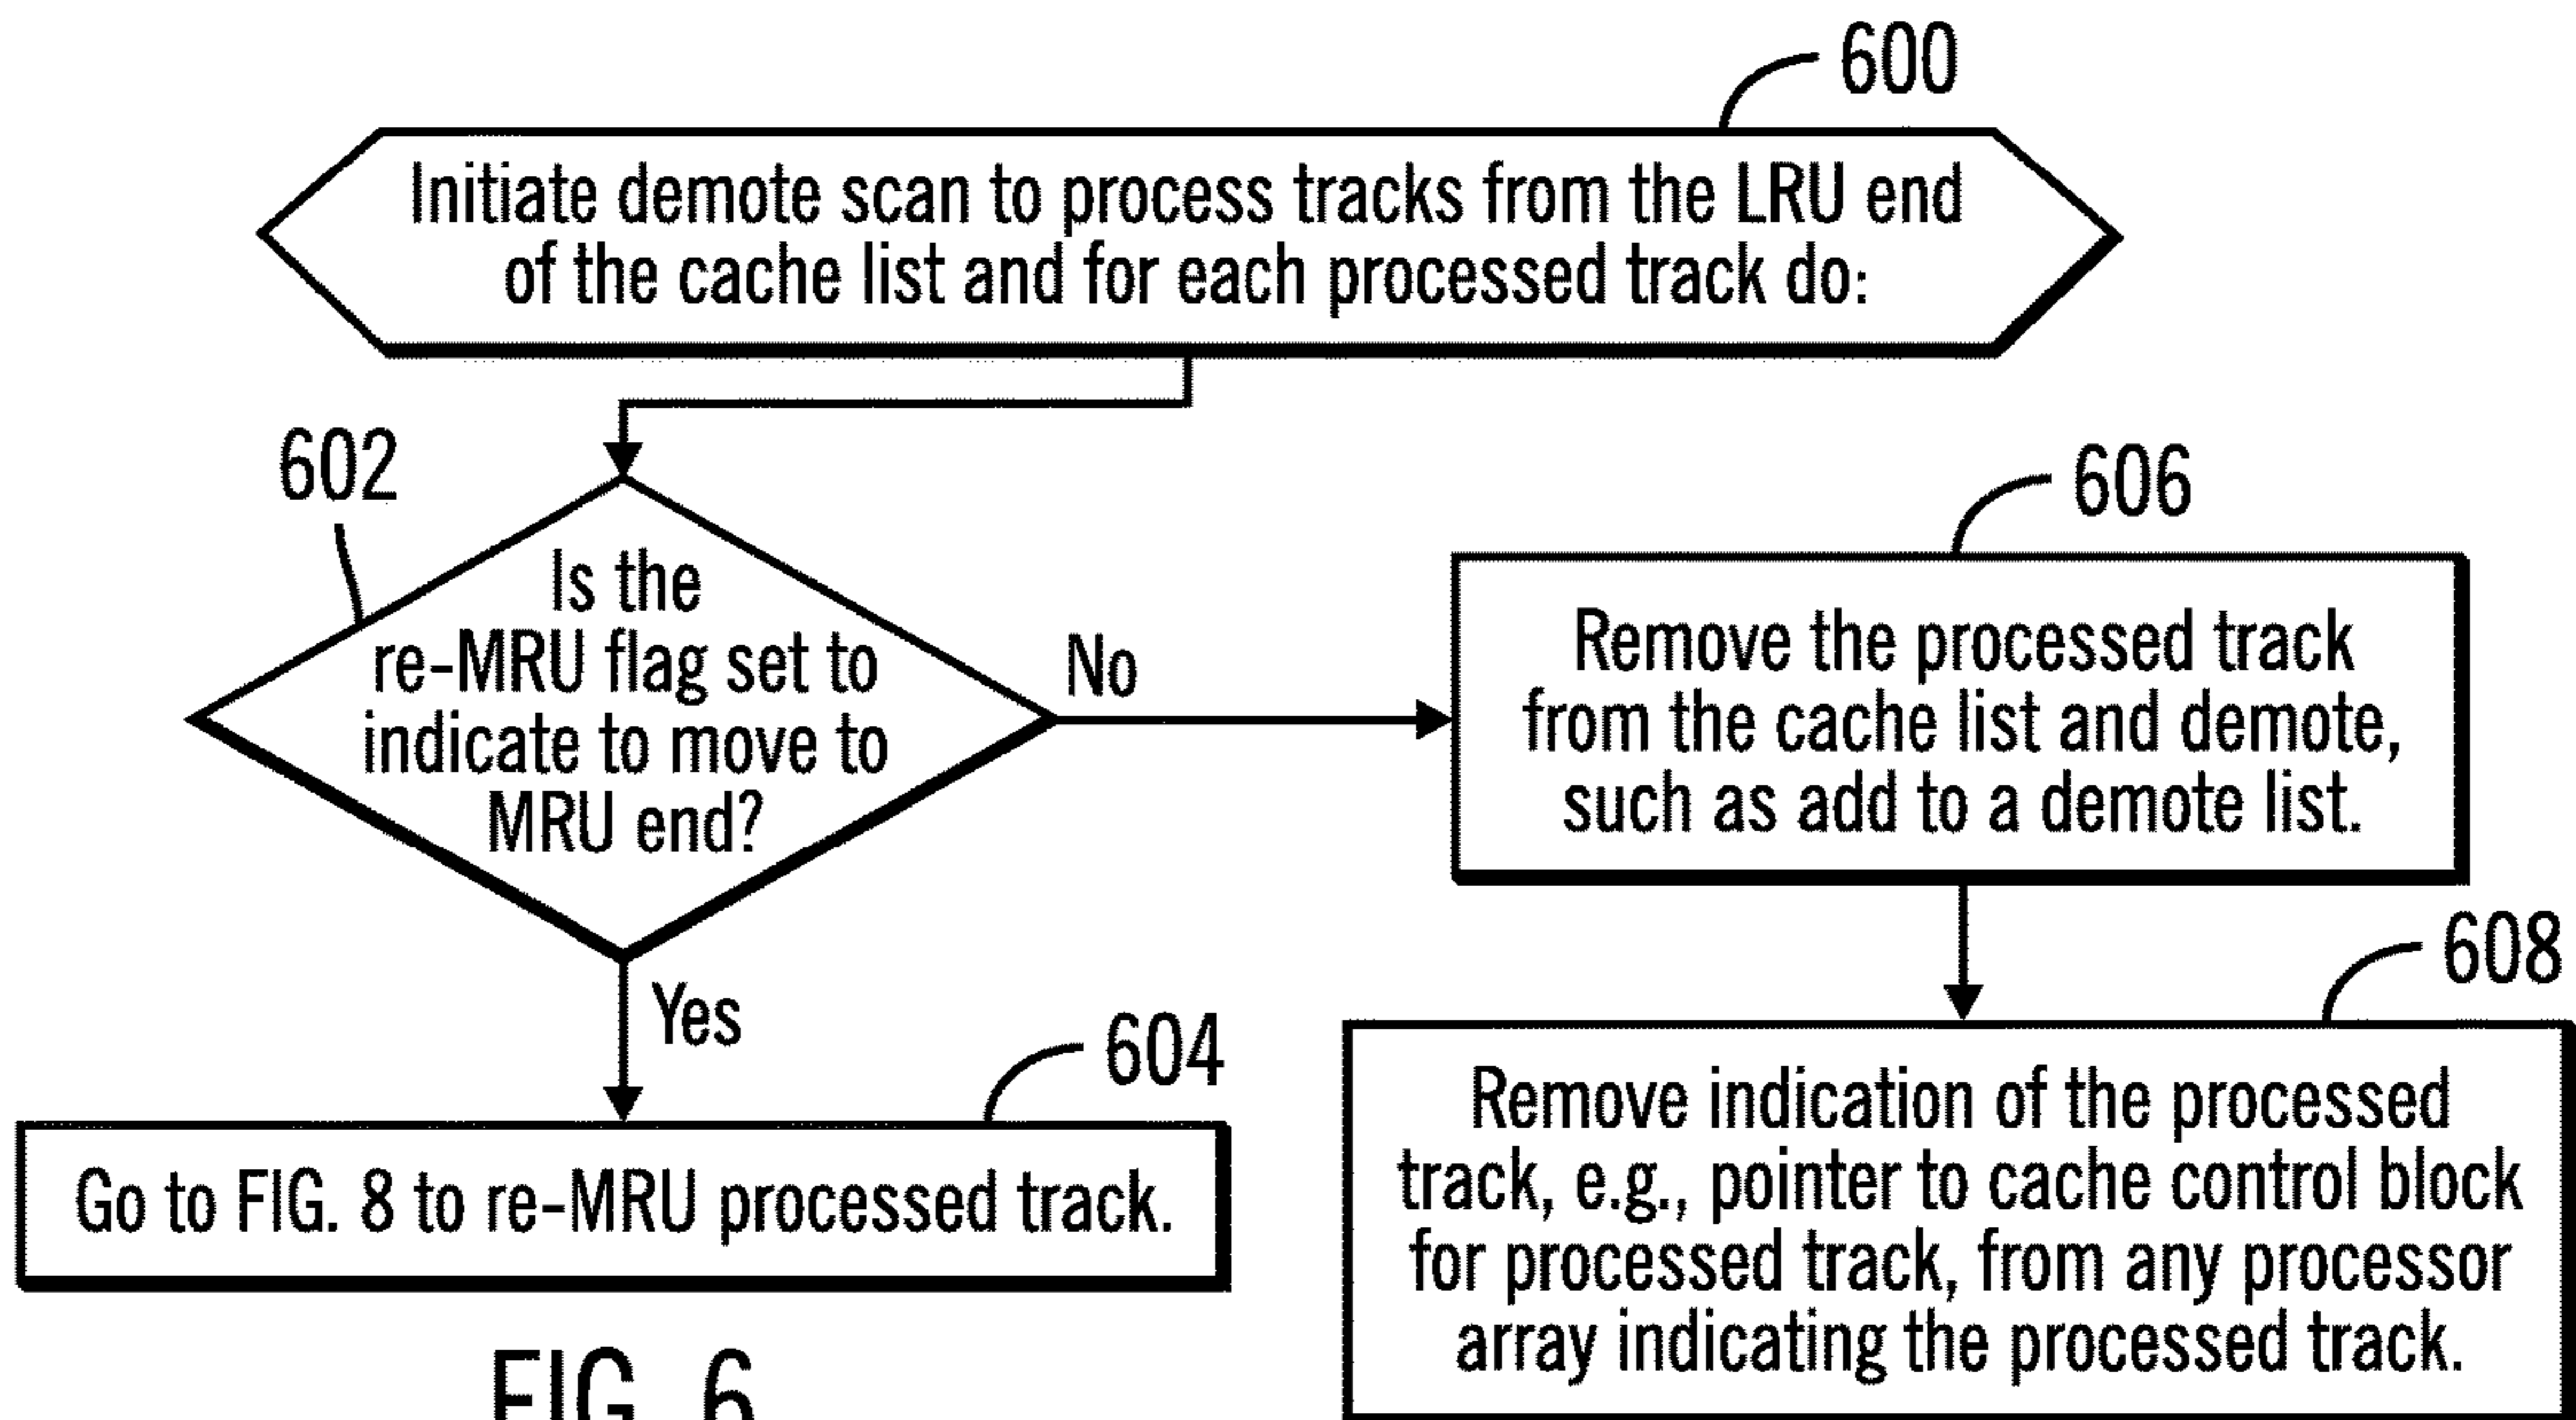 600
Initiate demote scan to process tracks from the LRU end
of the cache list and for each processed track do:
602
Is the
re-MRU flag set to
indicate to move to
MRU end?
No
Yes
606
Remove the processed track
from the cache list and demote,
such as add to a demote list.
604
Go to FIG. 8 to re-MRU processed track.
608
Remove indication of the processed
track, e.g., pointer to cache control block
for processed track, from any processor
array indicating the processed track.
FIG. 6